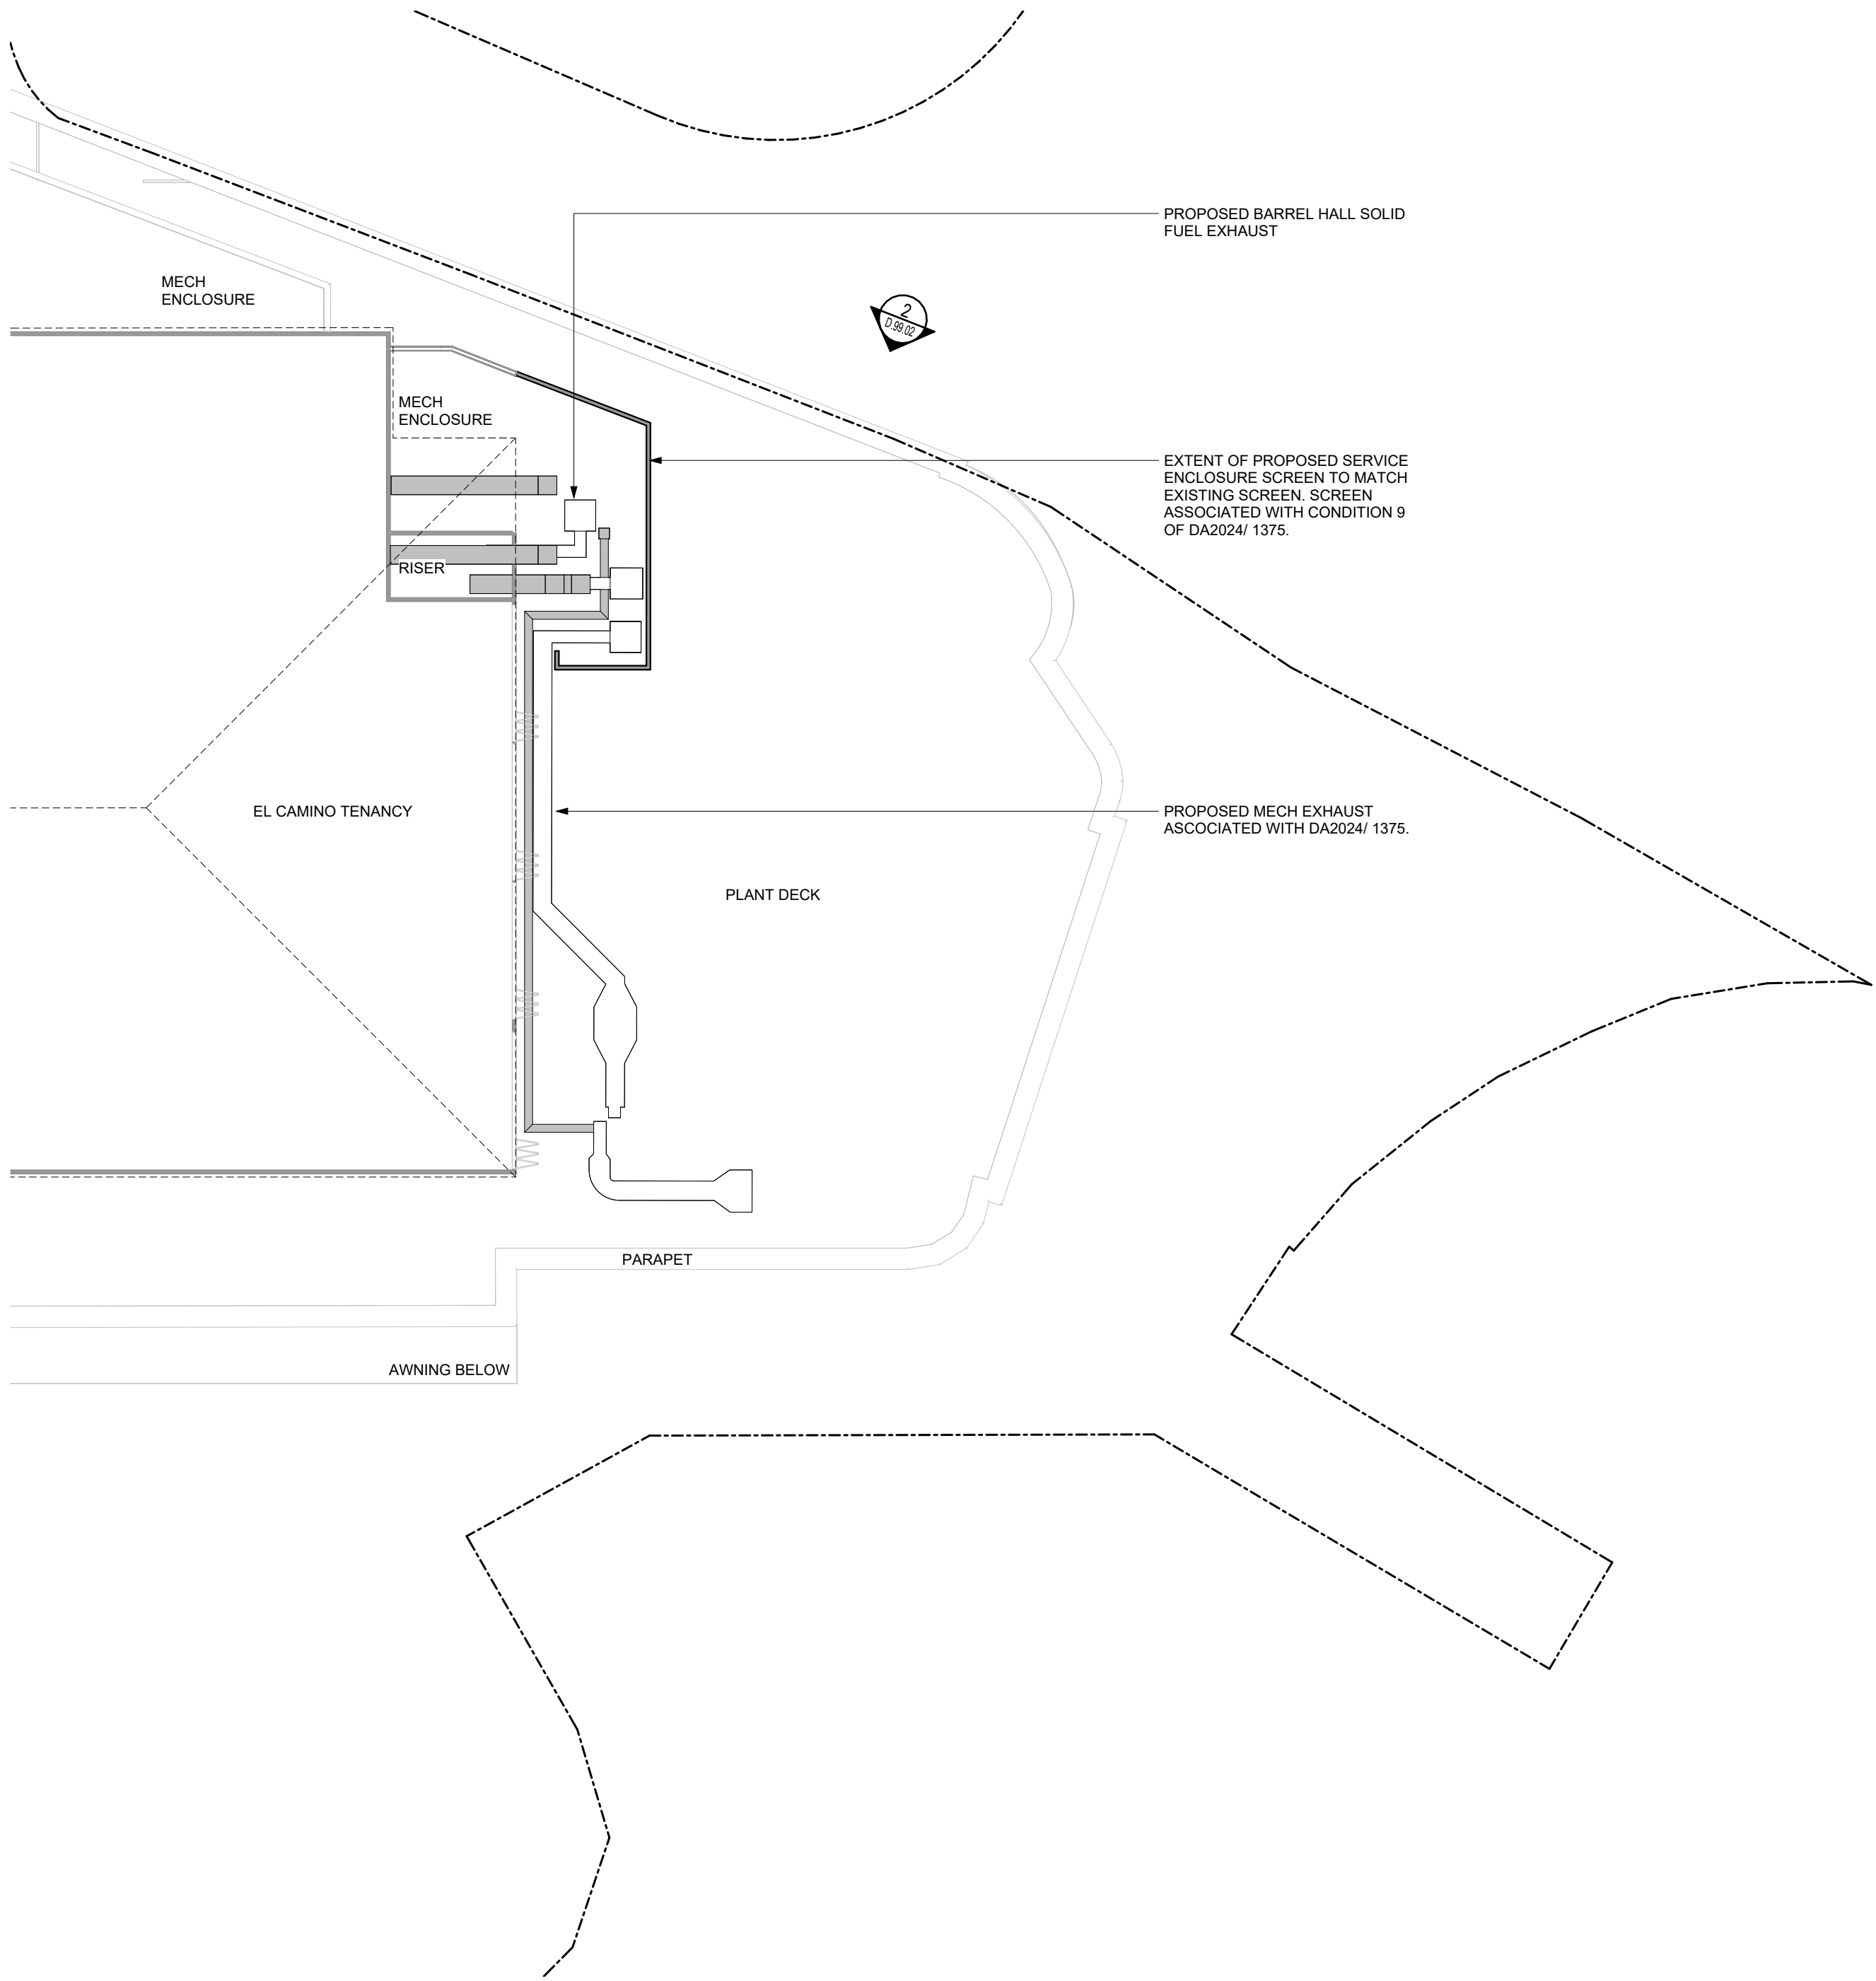 PROPOSED BARREL HALL SOLID
FUEL EXHAUST
MECH
ENCLOSURE
2
D.99.02
MECH
ENCLOSURE
EXTENT OF PROPOSED SERVICE
ENCLOSURE SCREEN TO MATCH
EXISTING SCREEN. SCREEN
ASSOCIATED WITH CONDITION 9
OF DA2024/ 1375.
RISER
EL CAMINO TENANCY
PROPOSED MECH EXHAUST
ASCOCIATED WITH DA2024/ 1375.
PLANT DECK
PARAPET
AWNING BELOW